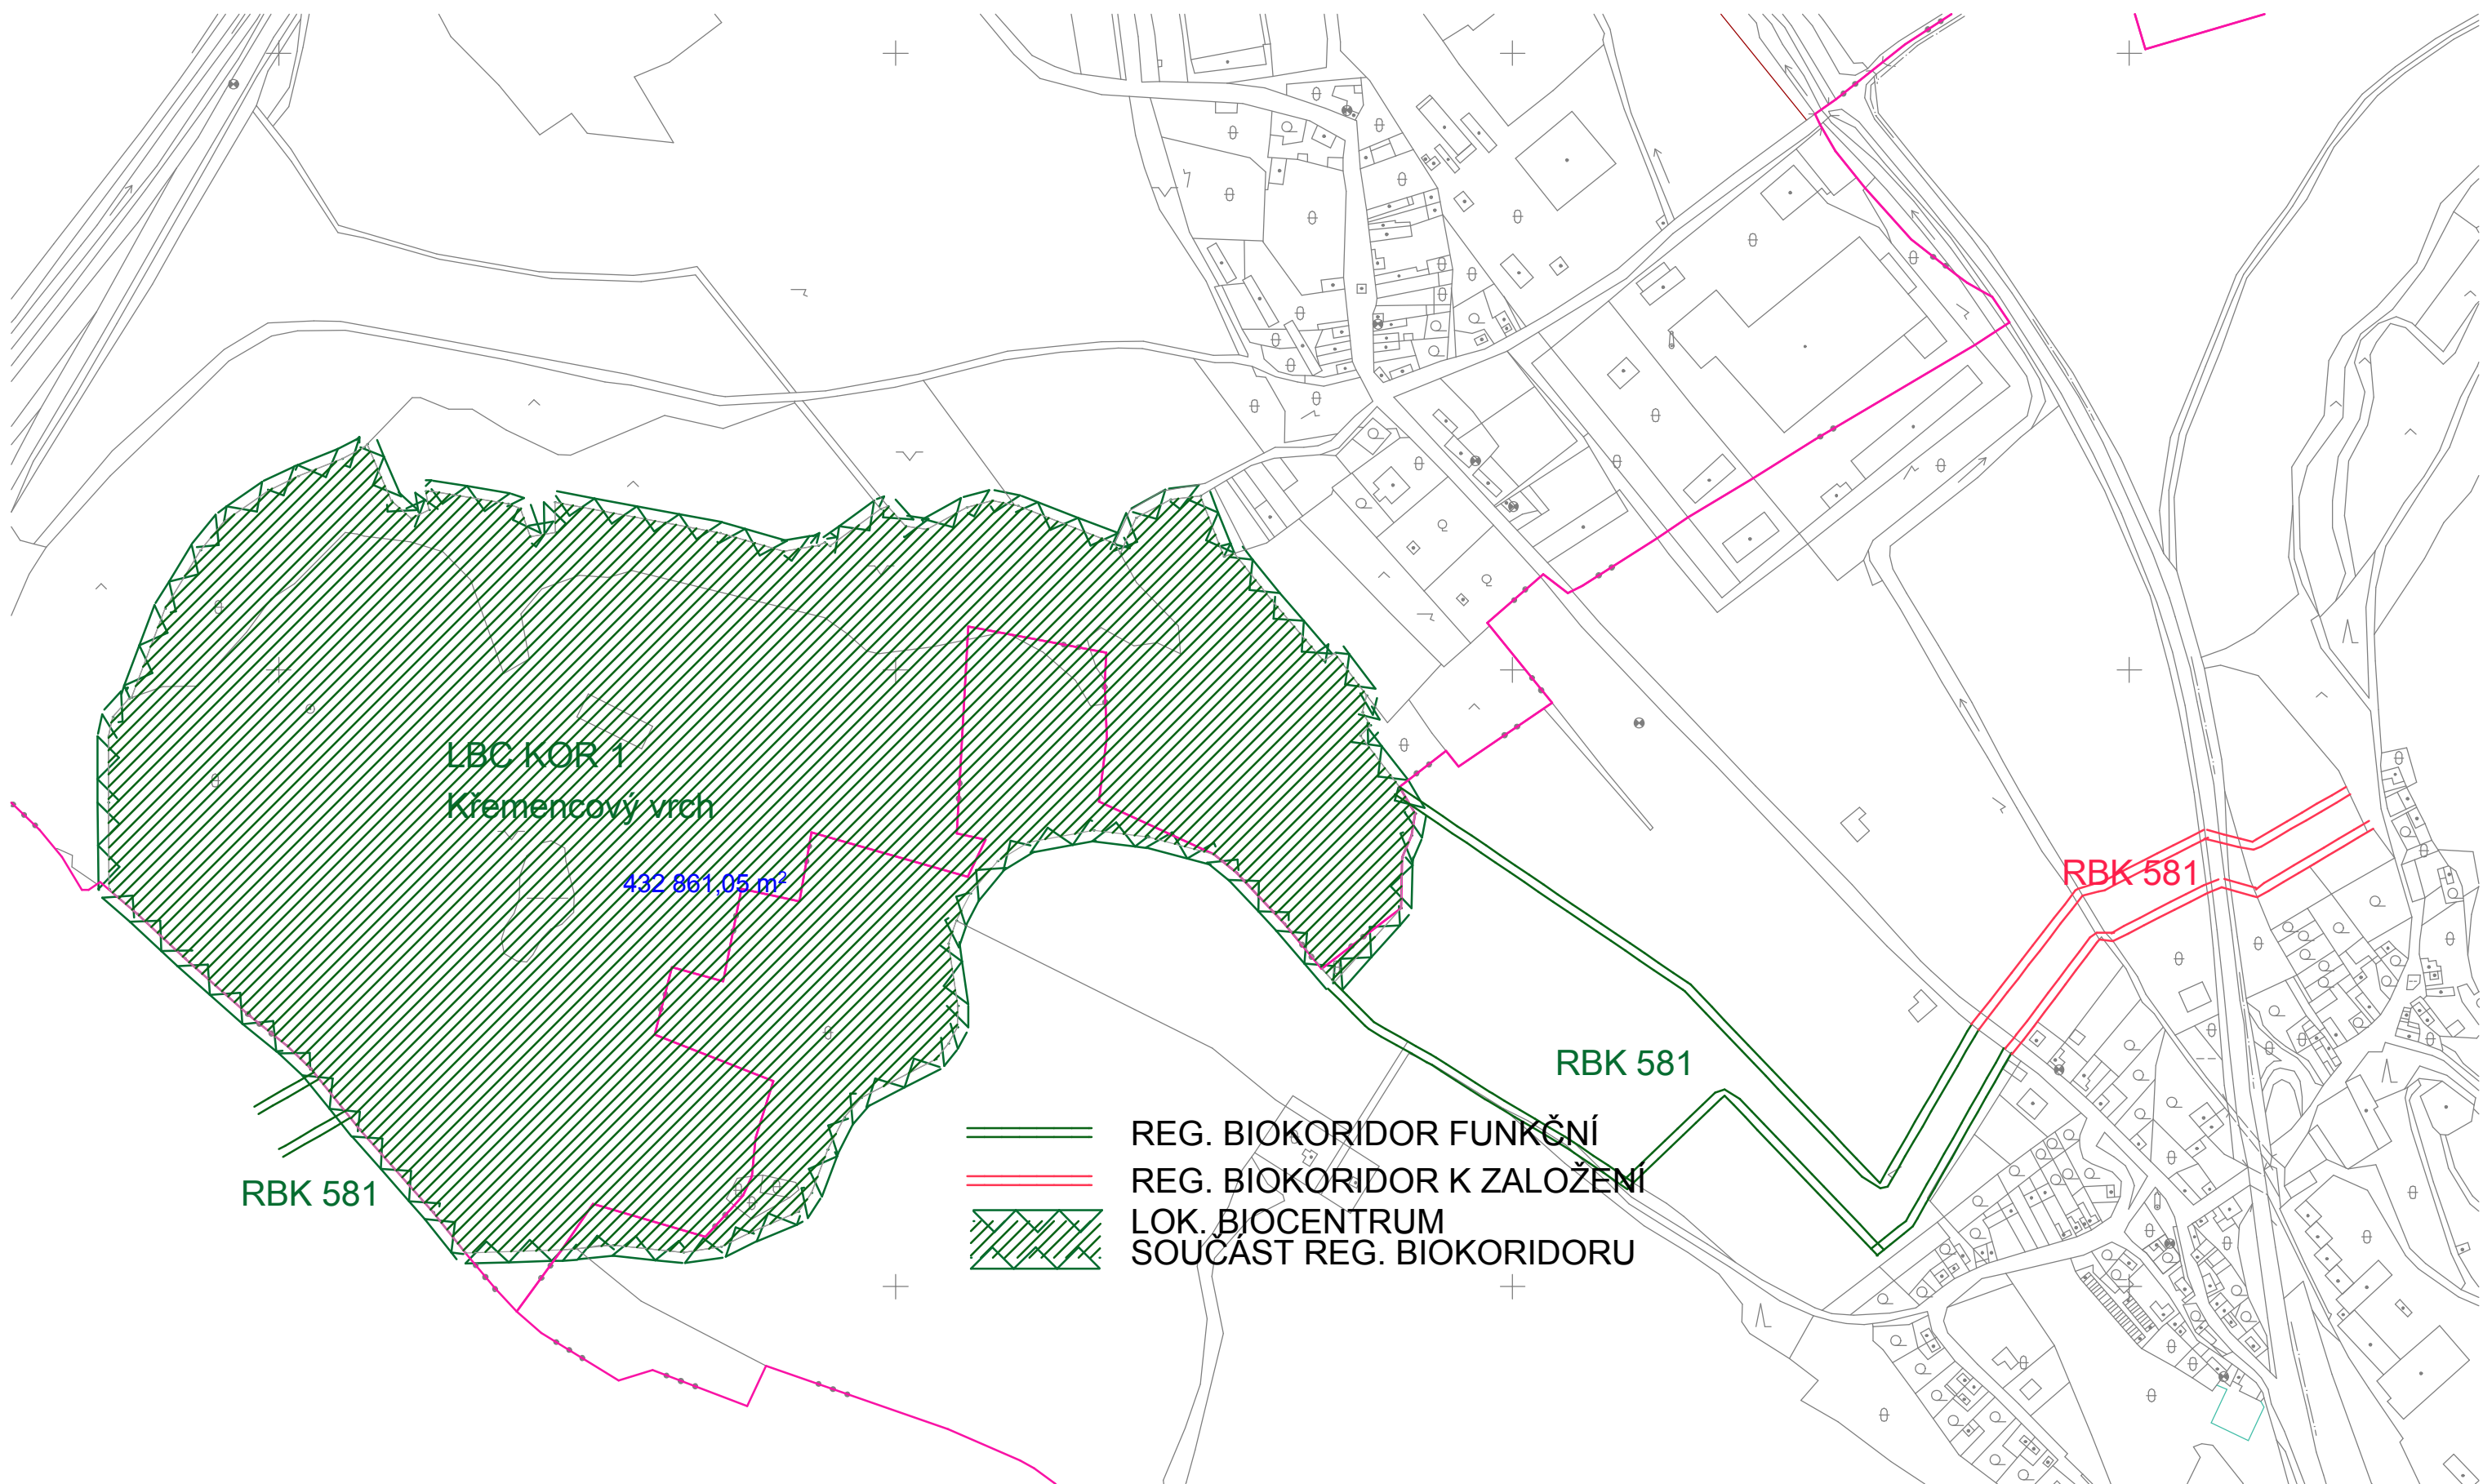 LBC KOR 1
Křemencový vrch
432 861,05 m²
RBK 581
RBK 581
RBK 581
REG. BIOKORIDOR FUNKČNÍ
REG. BIOKORIDOR K ZALOŽENÍ
LOK. BIOCENTRUM
SOUČÁST REG. BIOKORIDORU